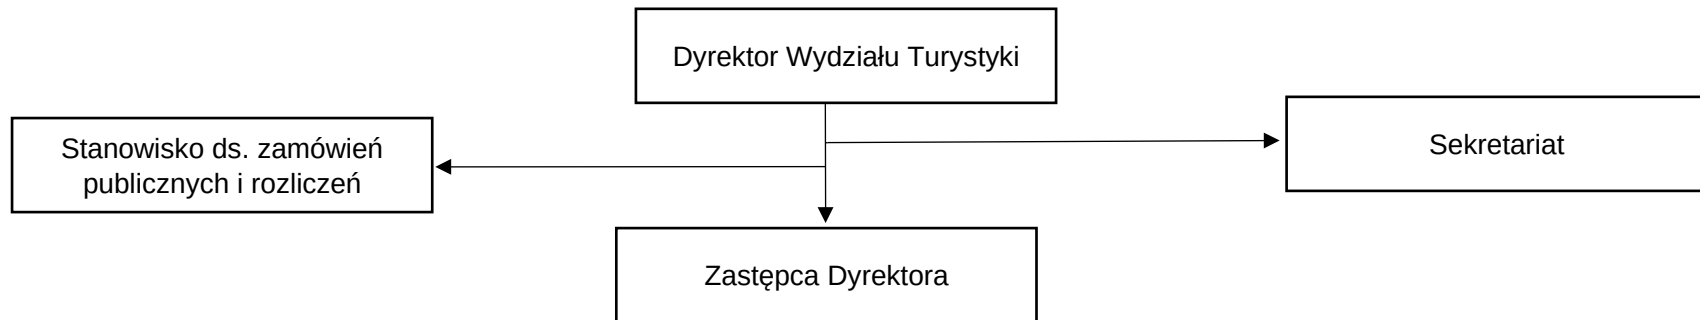 Dyrektor Wydziału Turystyki
Stanowisko ds. zamówień
publicznych i rozliczeń
Sekretariat
Zastępca Dyrektora